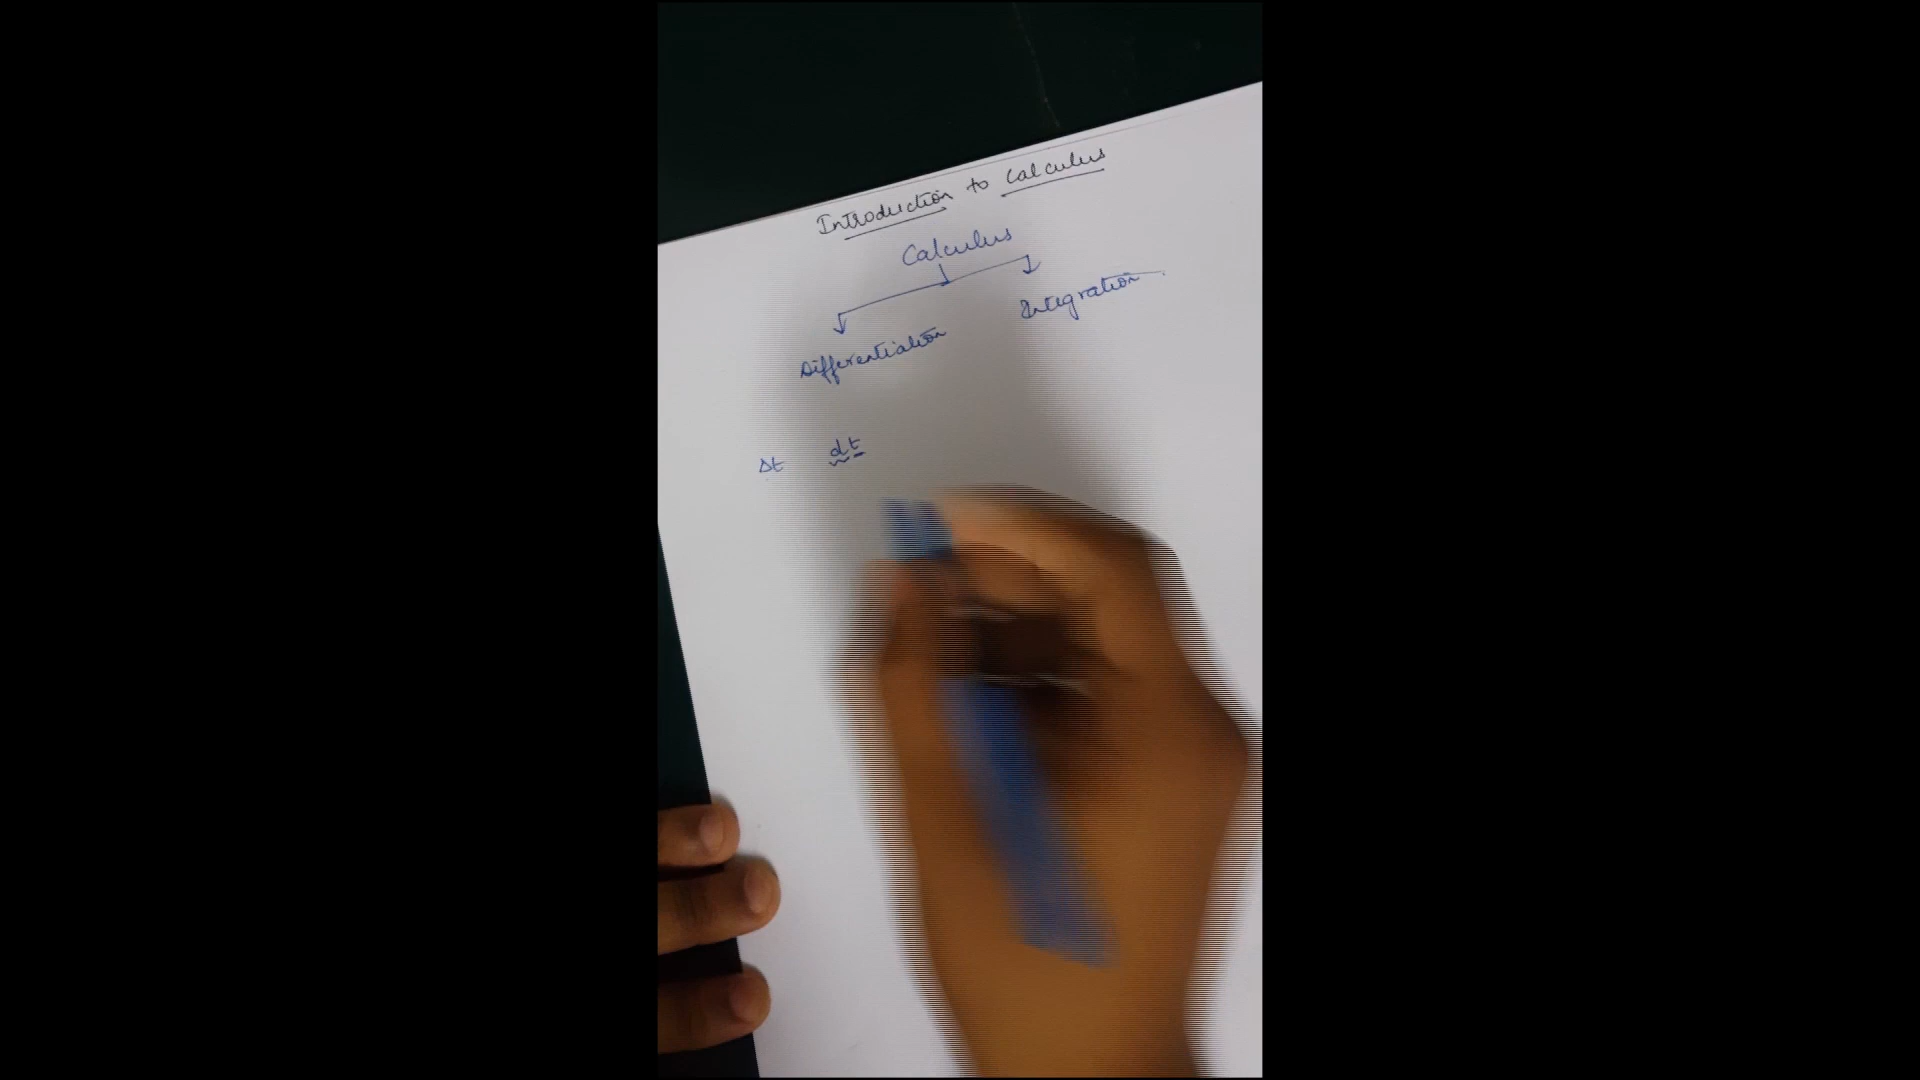 Introduction to Calculus
Calculus
Differentiation Integration
Δt dt